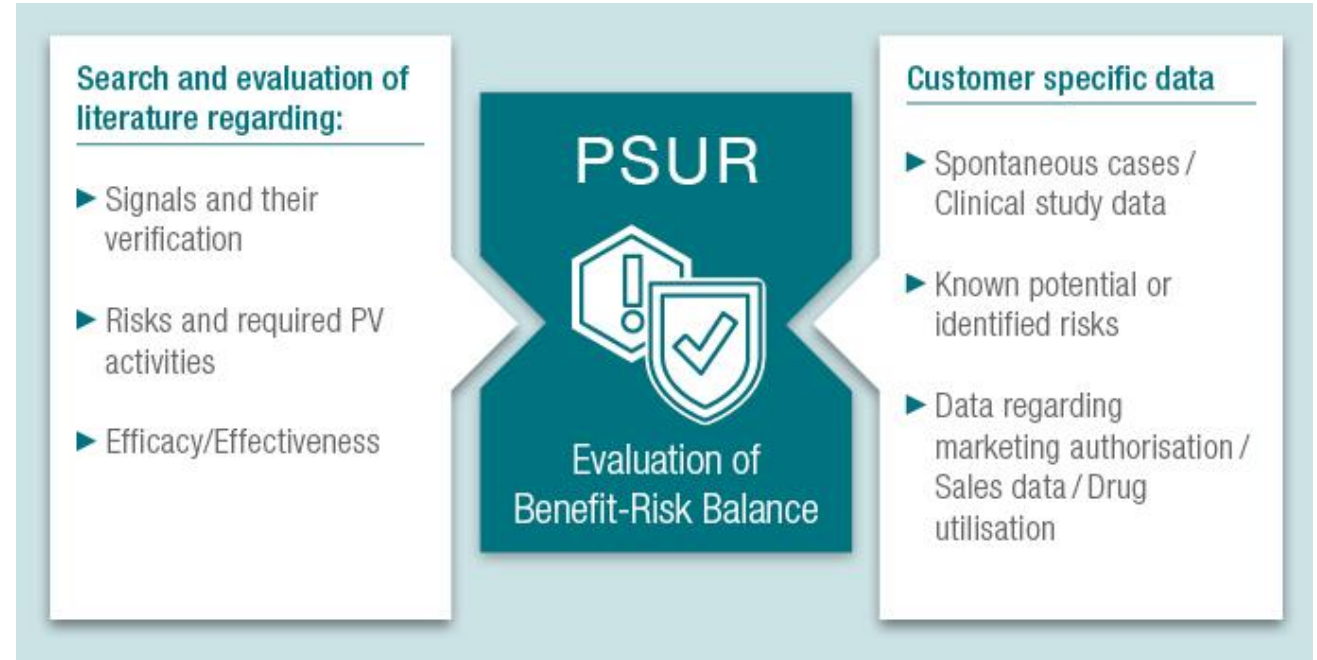 Search and evaluation of
literature regarding:
▶ Signals and their
verification
▶ Risks and required PV
activities
▶ Efficacy/Effectiveness
PSUR
Evaluation of
Benefit-Risk Balance
Customer specific data
▶ Spontaneous cases /
Clinical study data
▶ Known potential or
identified risks
▶ Data regarding
marketing authorisation /
Sales data / Drug
utilisation